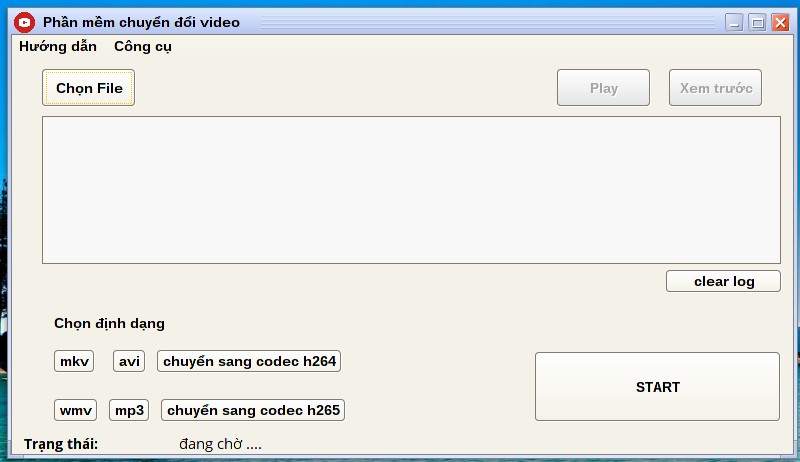 Phần mềm chuyển đổi video
Hướng dẫn Công cụ
Chọn File Play Xem trước
clear log
Chọn định dạng
mkv avi chuyển sang codec h264
START
wmv mp3 chuyển sang codec h265
Trạng thái: đang chờ ....